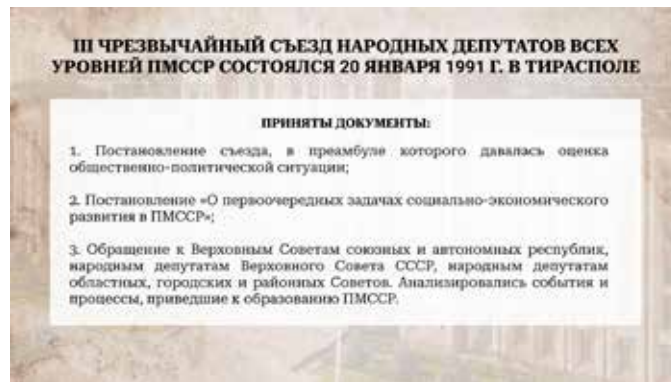 III ЧРЕЗВЫЧАЙНЫЙ СЪЕЗД НАРОДНЫХ ДЕПУТАТОВ ВСЕХ
УРОВНЕЙ ПМССР СОСТОЯЛСЯ 20 ЯНВАРЯ 1991 Г. В ТИРАСПОЛЕ
ПРИНЯТЫ ДОКУМЕНТЫ:
1. Постановление съезда, в преамбуле которого давалась оценка
общественно-политической ситуации;
2. Постановление «О первоочередных задачах социально-экономического
развития в ПМССР»;
3. Обращение к Верховным Советам союзных и автономных республик,
народным депутатам Верховного Совета СССР, народным депутатам
областных, городских и районных Советов. Анализировались события и
процессы, приведшие к образованию ПМССР.